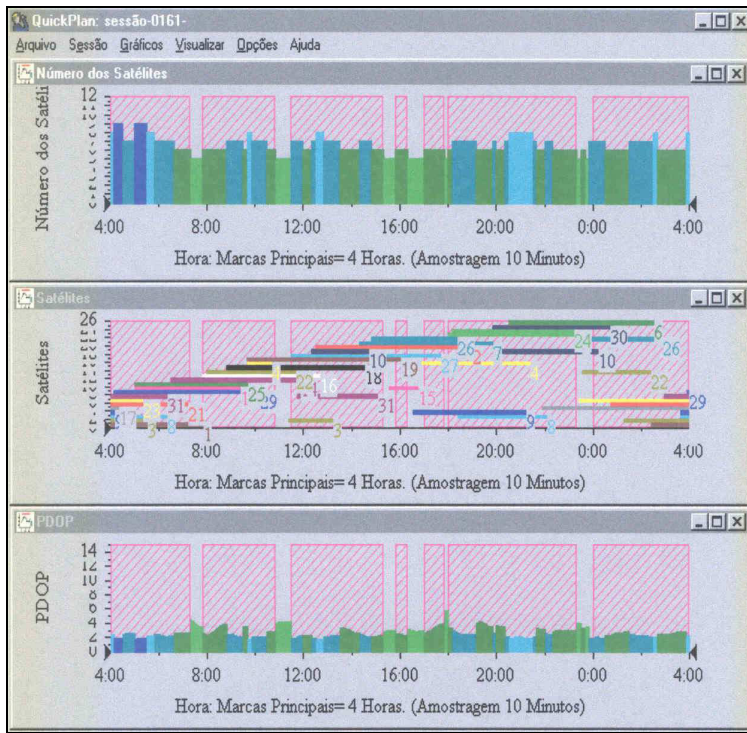 QuickPlan: sessão-0161-
Arquivo Sessão Gráficos Visualizar Opções Ajuda
Número dos Satélites
Número dos Satéli
12
4:00 8:00 12:00 16:00 20:00 0:00 4:00
Hora: Marcas Principais= 4 Horas. (Amostragem 10 Minutos)
Satélites
Satélites
26
6
30
24 26
26 2 7
10 27 10
19 4
18
22 22
16
25 15
29 31 29
31
17 21
9
3 8 3 8
1
4:00 8:00 12:00 16:00 20:00 0:00 4:00
Hora: Marcas Principais= 4 Horas. (Amostragem 10 Minutos)
PDOP
PDOP
14
12
10
8
6
4
2
0
4:00 8:00 12:00 16:00 20:00 0:00 4:00
Hora: Marcas Principais= 4 Horas. (Amostragem 10 Minutos)